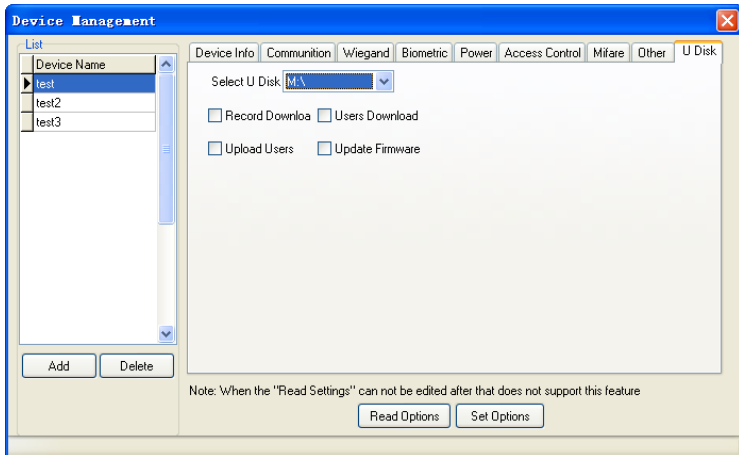 Device Management
List
Device Name
test
test2
test3
Add
Delete
Device Info Communition Wiegand Biometric Power Access Control Mifare Other U Disk
Select U Disk M:\
Record Downloa Users Download
Upload Users Update Firmware
Note: When the "Read Settings" can not be edited after that does not support this feature
Read Options Set Options